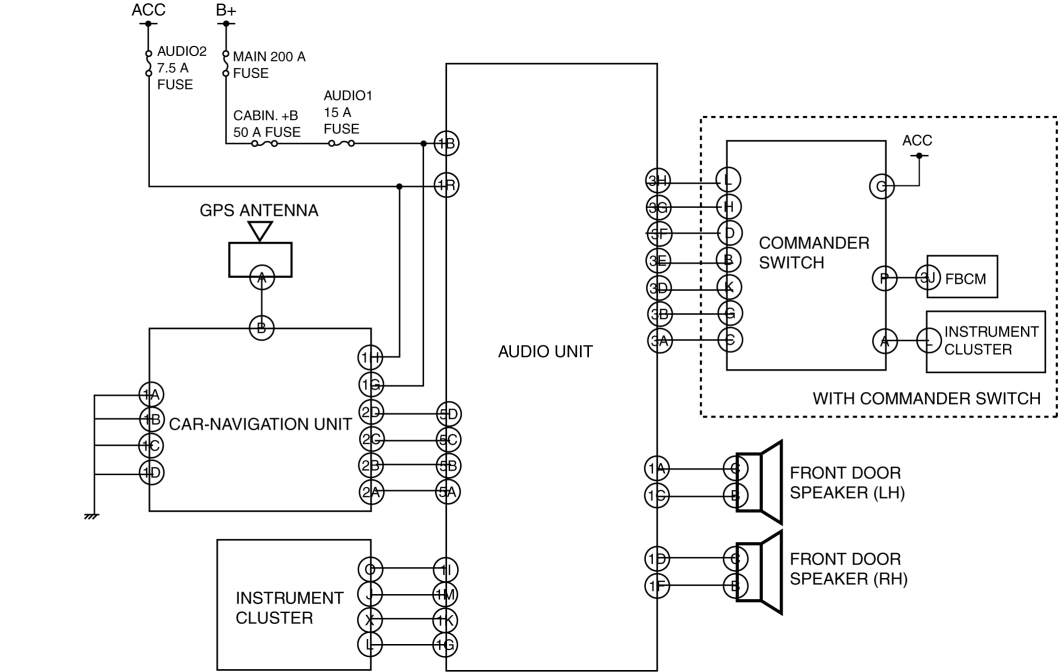 ACC
B+
AUDIO2
7.5 A
FUSE
MAIN 200 A
FUSE
CABIN. +B
50 A FUSE
AUDIO1
15 A
FUSE
1B
1R
GPS ANTENNA
A
B
1H
1G
2D
2C
2B
2A
1A
1B
1C
1D
CAR-NAVIGATION UNIT
5D
5C
5B
5A
AUDIO UNIT
INSTRUMENT
CLUSTER
O
J
X
L
1I
1M
1K
1G
3H
3G
3F
3E
3D
3B
3A
L
H
D
B
K
G
C
COMMANDER
SWITCH
ACC
P
3J
FBCM
A
L
INSTRUMENT
CLUSTER
WITH COMMANDER SWITCH
1A
1C
C
B
FRONT DOOR
SPEAKER (LH)
1D
1F
C
B
FRONT DOOR
SPEAKER (RH)